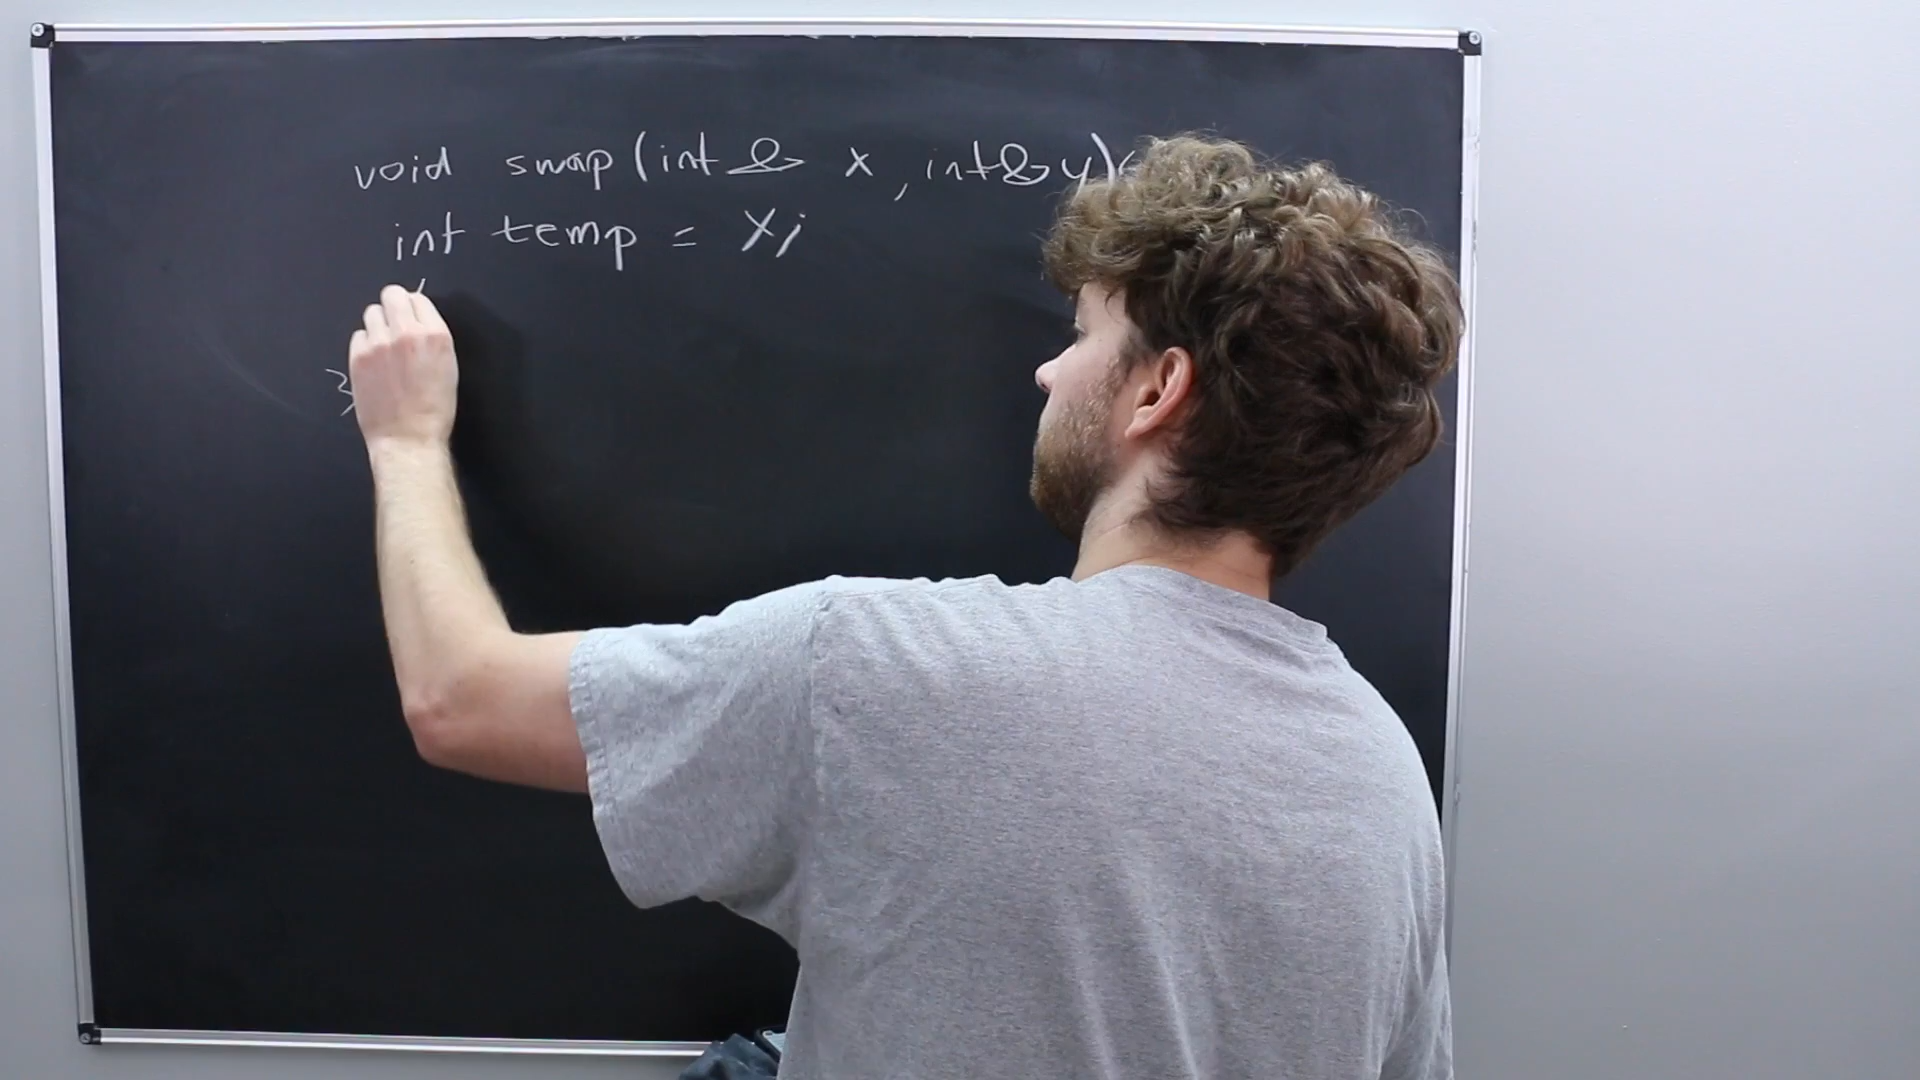 void swap(int& x, int& y){
int temp = x;
}